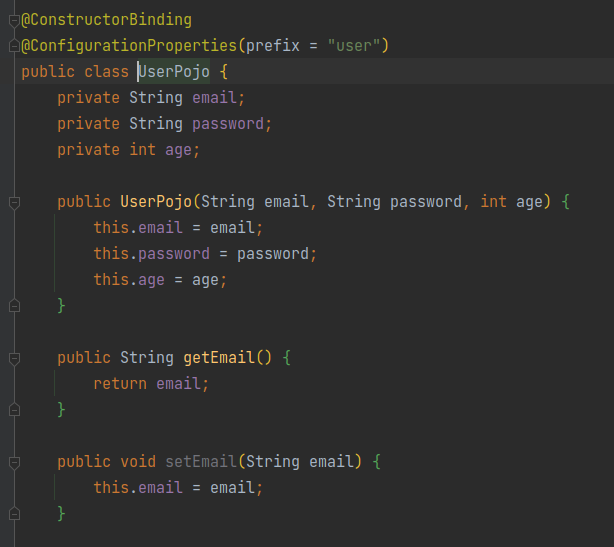 @ConstructorBinding
@ConfigurationProperties(prefix = "user")
public class UserPojo {
    private String email;
    private String password;
    private int age;

    public UserPojo(String email, String password, int age) {
        this.email = email;
        this.password = password;
        this.age = age;
    }

    public String getEmail() {
        return email;
    }

    public void setEmail(String email) {
        this.email = email;
    }